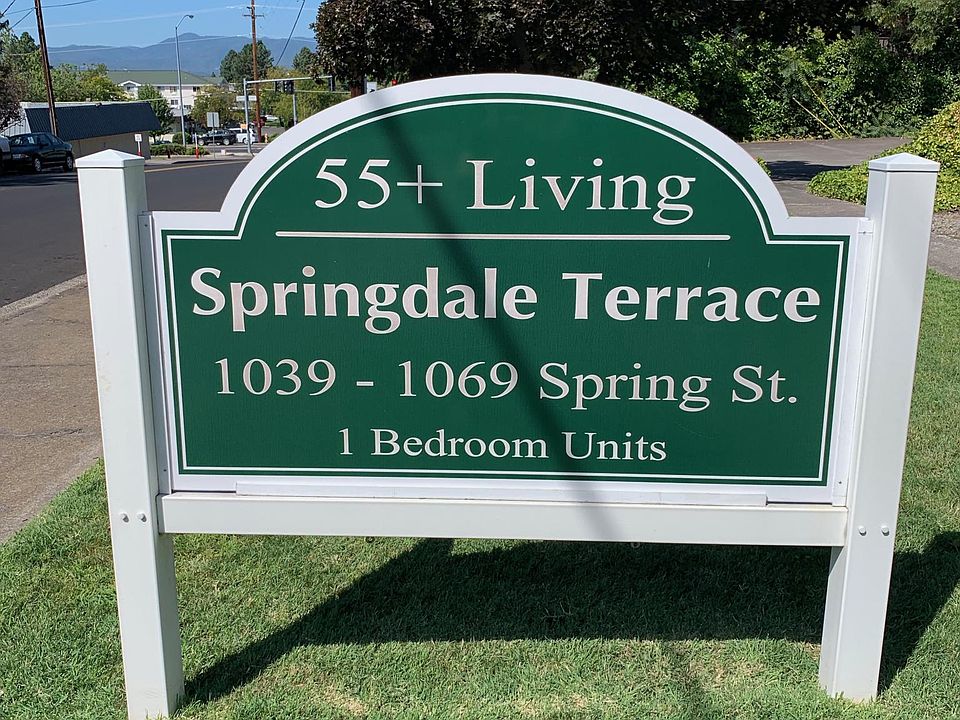 55+ Living
Springdale Terrace
1039 - 1069 Spring St.
1 Bedroom Units